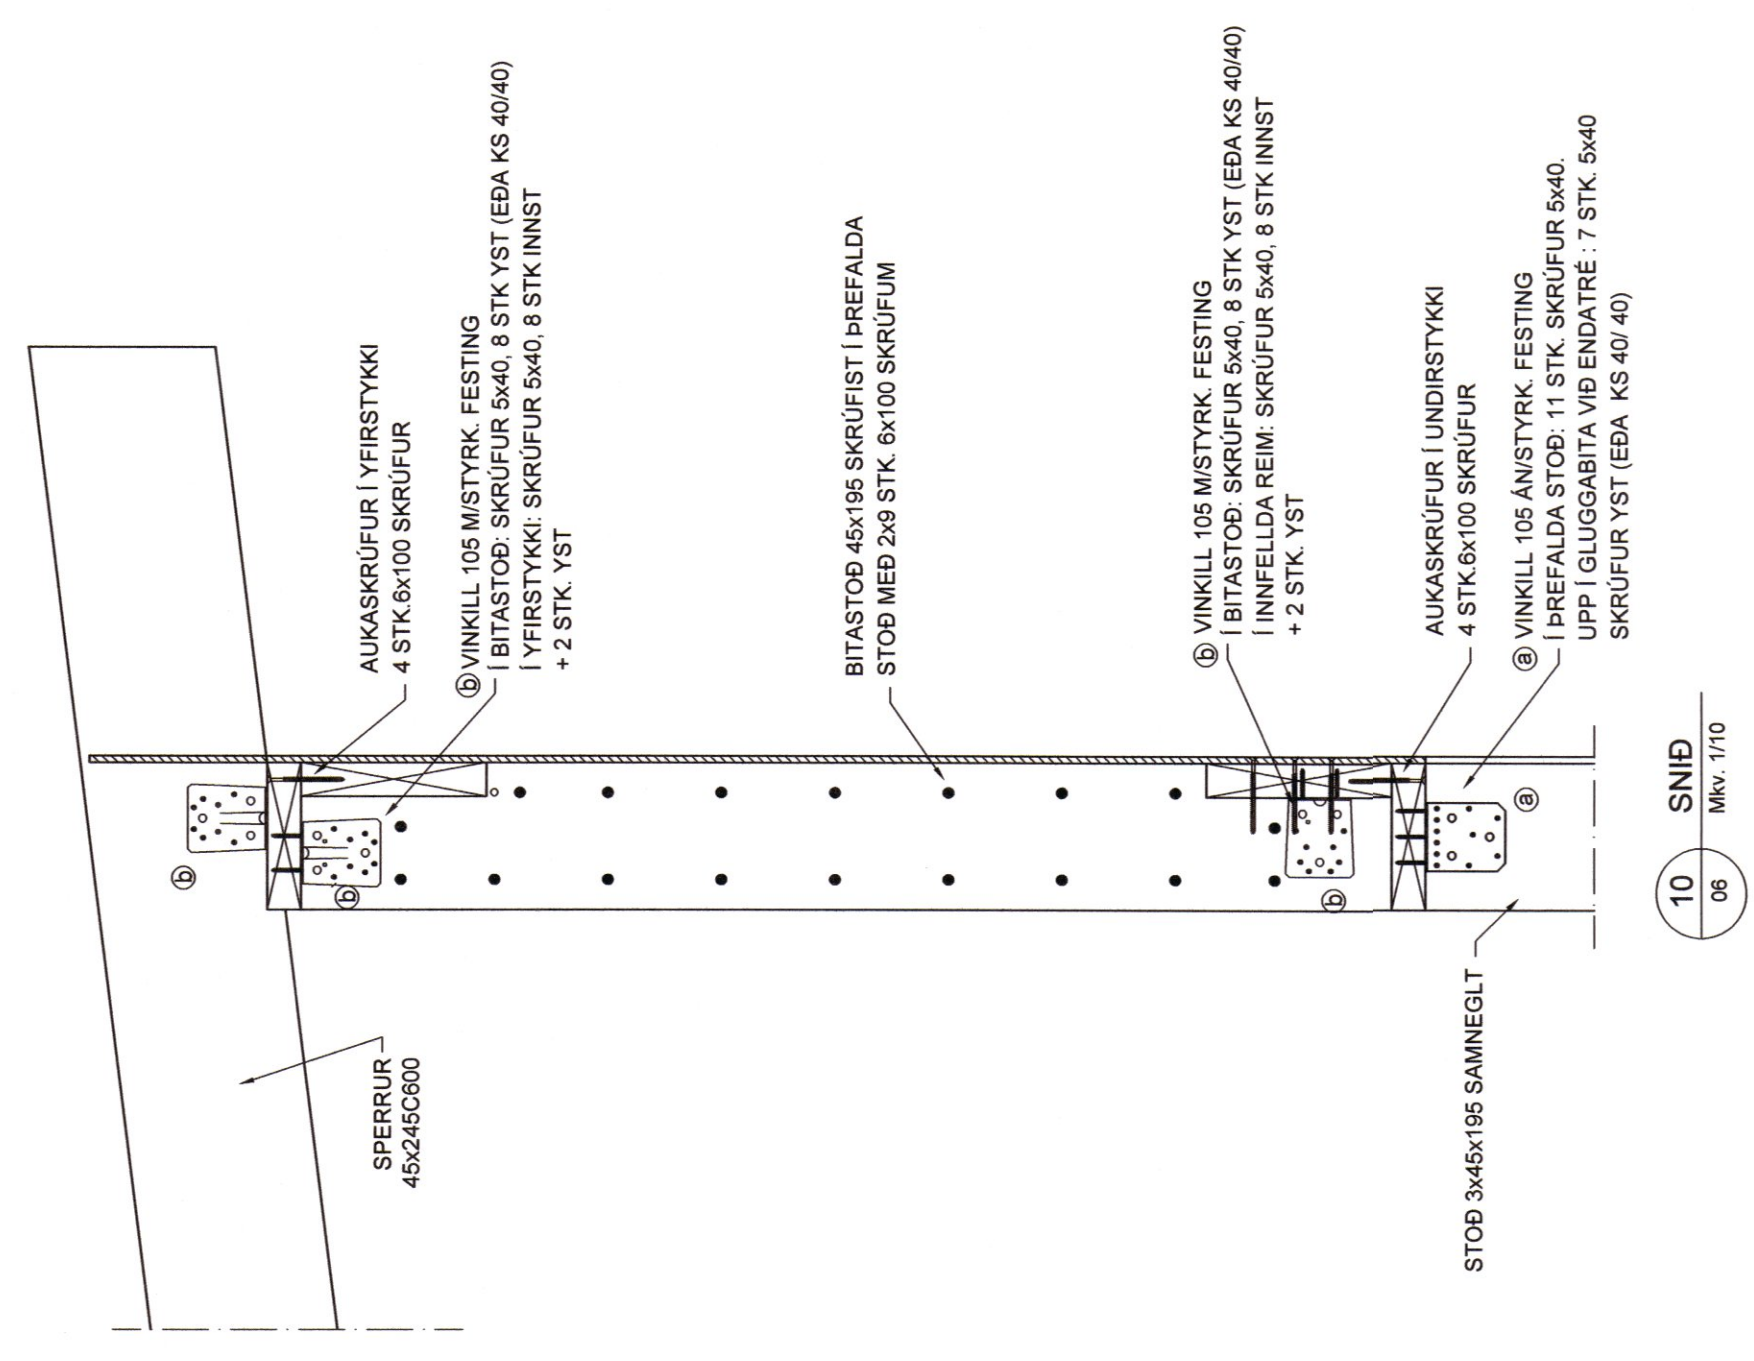 AUKASKRÚFUR Í YFIRSTYKKI
4 STK.6x100 SKRÚFUR
b VINKILL 105 M/STYRK. FESTING
Í BITASTOÐ: SKRÚFUR 5x40, 8 STK YST (EÐA KS 40/40)
Í YFIRSTYKKI: SKRÚFUR 5x40, 8 STK INNST
+ 2 STK. YST
b
b
SPERRUR
45x245C600
BITASTOÐ 45x195 SKRÚFIST Í ÞREFALDA
STOÐ MEÐ 2x9 STK. 6x100 SKRÚFUM
b VINKILL 105 M/STYRK. FESTING
Í BITASTOÐ: SKRÚFUR 5x40, 8 STK YST (EÐA KS 40/40)
Í INNFELLDA REIM: SKRÚFUR 5x40, 8 STK INNST
+ 2 STK. YST
b
AUKASKRÚFUR Í UNDIRSTYKKI
4 STK.6x100 SKRÚFUR
a VINKILL 105 ÁN/STYRK. FESTING
Í ÞREFALDA STOÐ: 11 STK. SKRÚFUR 5x40.
UPP Í GLUGGABITA VIÐ ENDATRÉ : 7 STK. 5x40
SKRÚFUR YST (EÐA KS 40/ 40)
a
STOÐ 3x45x195 SAMNEGLT
10 SNIÐ
06 Mkv. 1/10